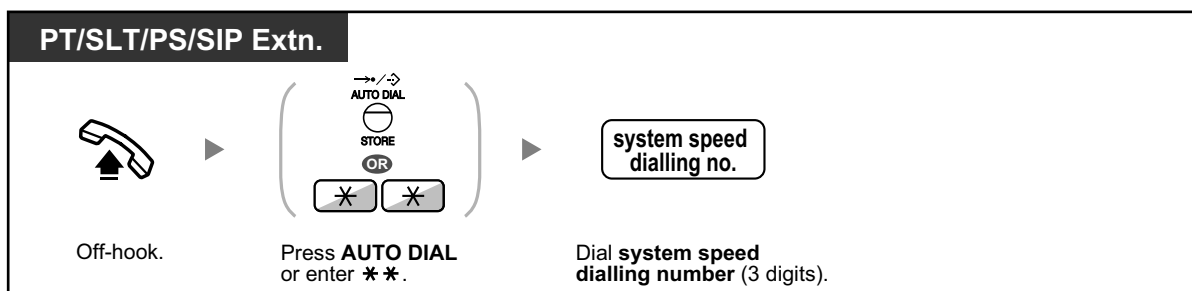 PT/SLT/PS/SIP Extn.
AUTO DIAL
STORE
OR
* *
system speed
dialling no.
Off-hook.
Press AUTO DIAL
or enter * *.
Dial system speed
dialling number (3 digits).